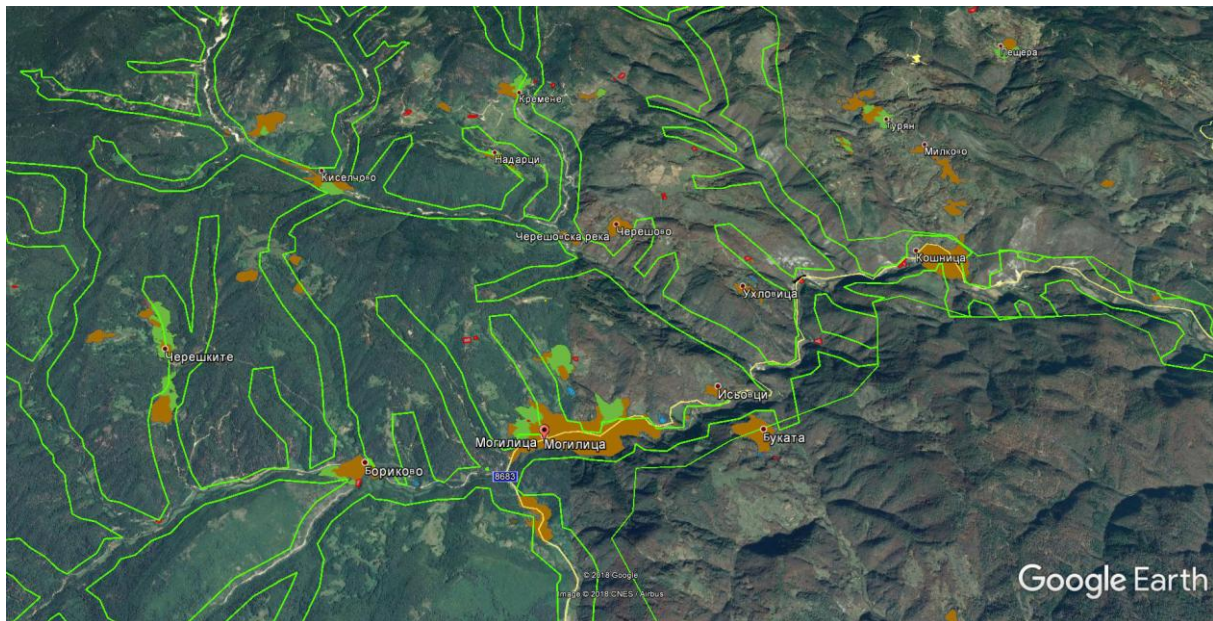 Пещера
Кремене
Турян
Милково
Надарци
Киселчово
Черешовска река
Черешово
Кошница
Ухловица
Черешките
Исьовци
Могилица
Могилица
Буката
Бориково
8683
© 2018 Google
Image © 2018 CNES / Airbus
Google Earth